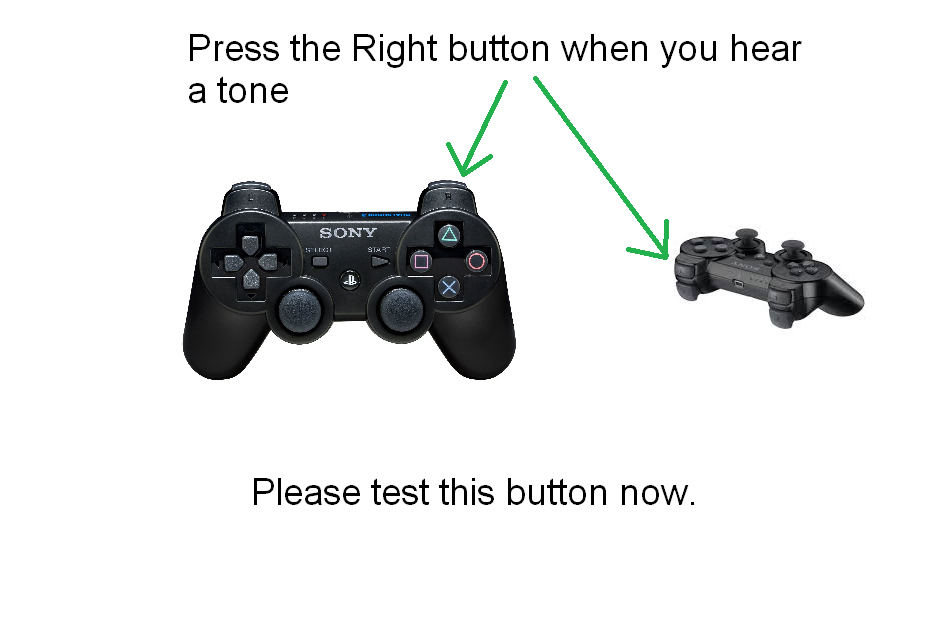 Press the Right button when you hear
a tone
SONY
SELECT
START
Please test this button now.